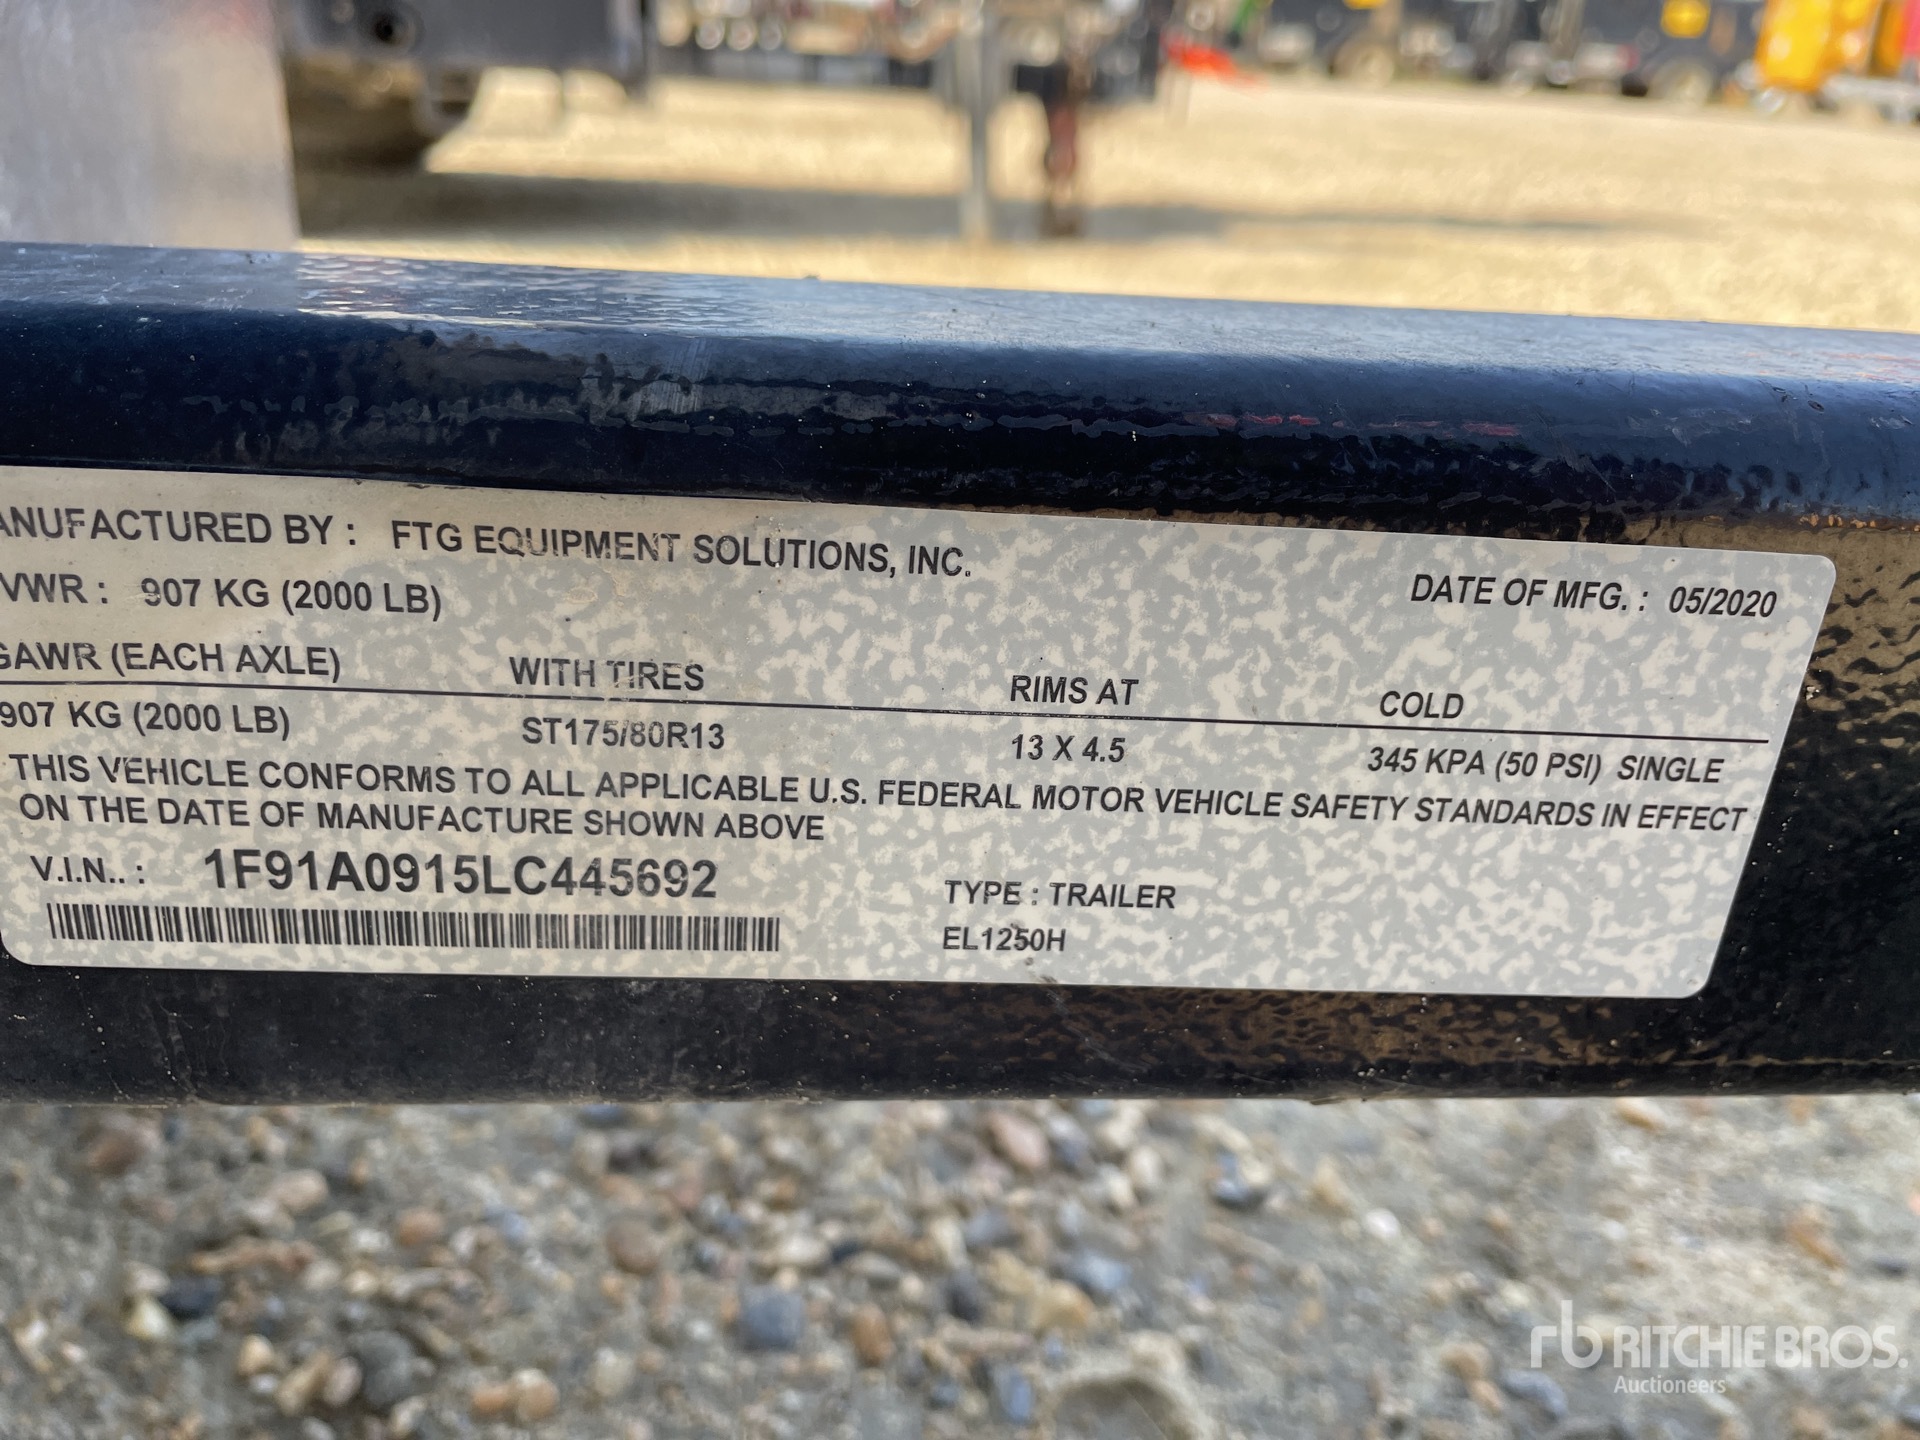 ANUFACTURED BY : FTG EQUIPMENT SOLUTIONS, INC.
VWR : 907 KG (2000 LB) DATE OF MFG. : 05/2020
GAWR (EACH AXLE) WITH TIRES RIMS AT COLD
907 KG (2000 LB) ST175/80R13 13 X 4.5 345 KPA (50 PSI) SINGLE
THIS VEHICLE CONFORMS TO ALL APPLICABLE U.S. FEDERAL MOTOR VEHICLE SAFETY STANDARDS IN EFFECT
ON THE DATE OF MANUFACTURE SHOWN ABOVE
V.I.N.. : 1F91A0915LC445692 TYPE : TRAILER
EL1250H
rb RITCHIE BROS.
Auctioneers